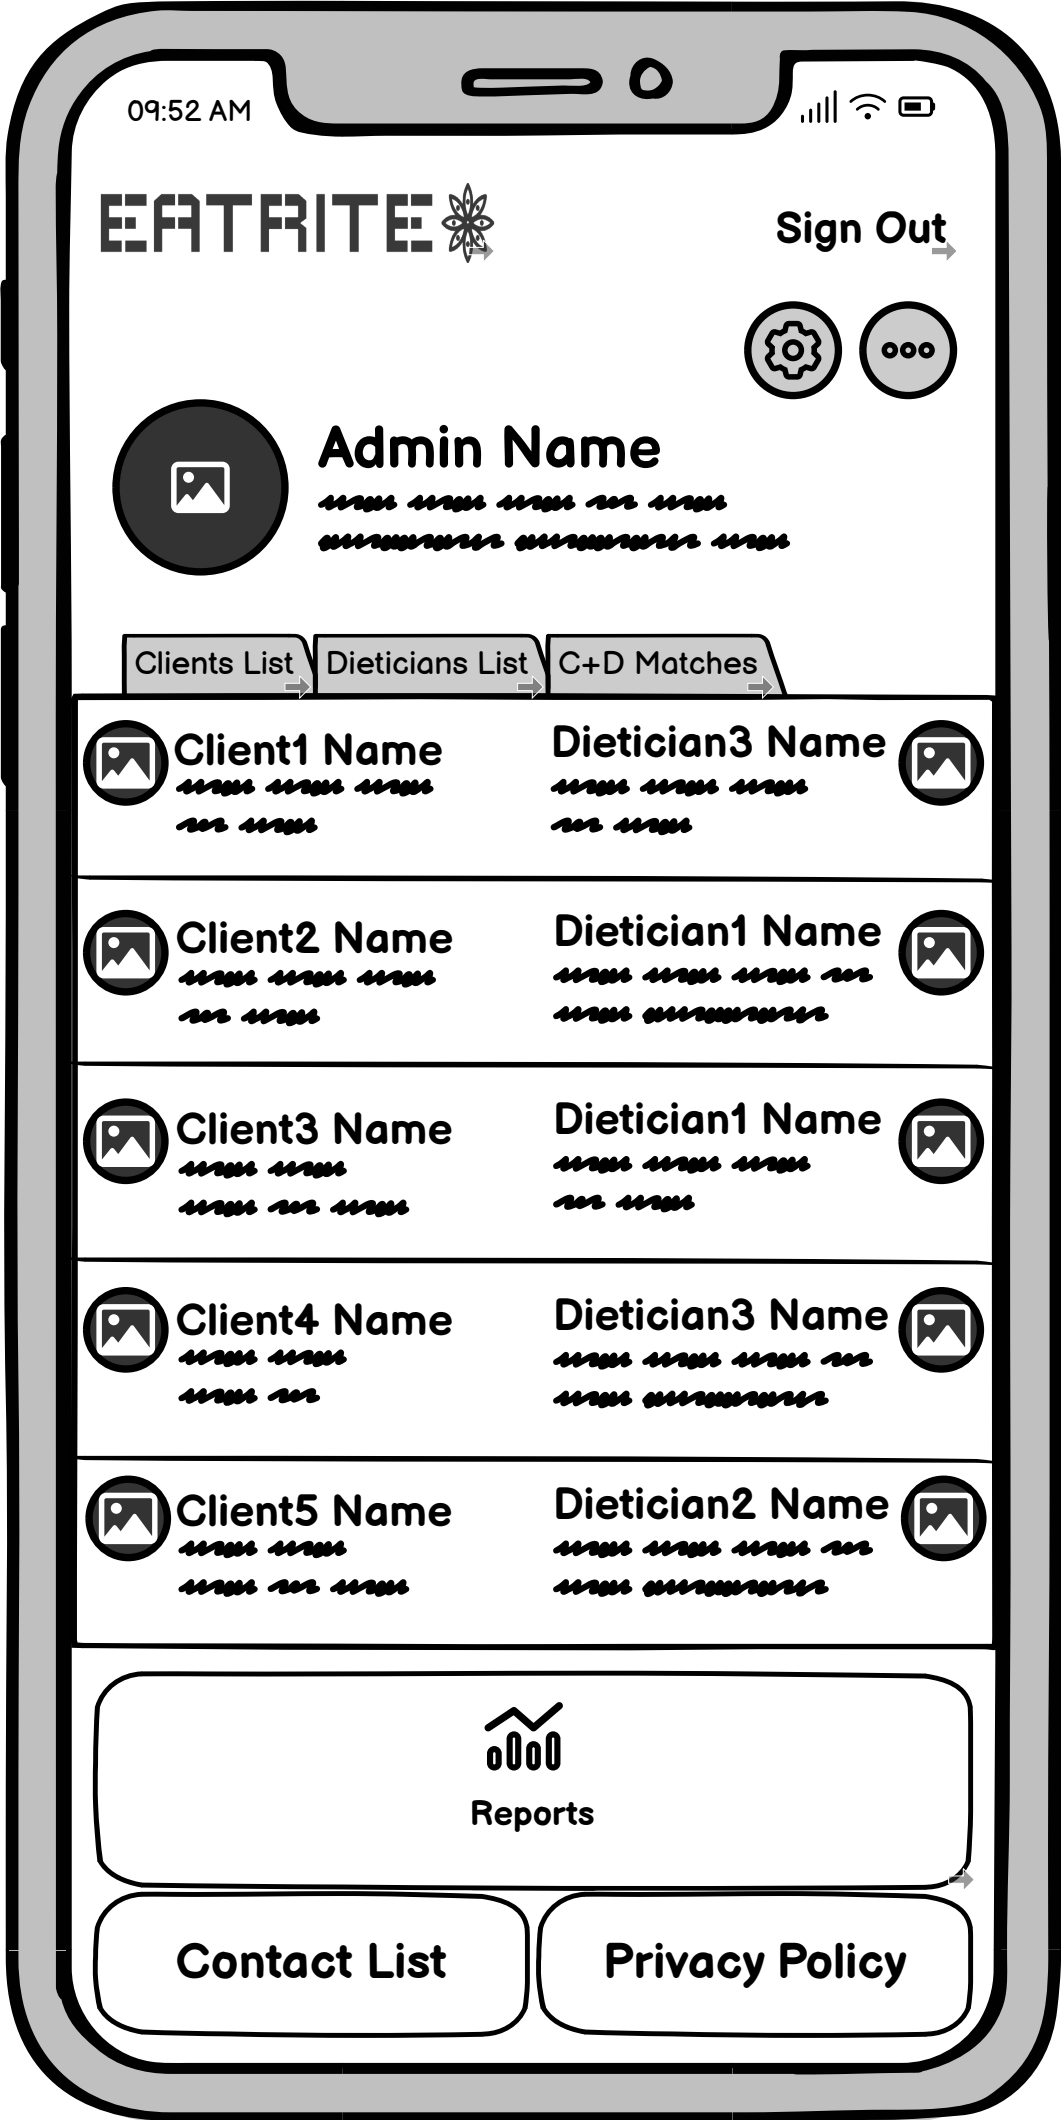 09:52 AM
EATRITE
Sign Out
Admin Name
Clients List
Dieticians List
C+D Matches
Client1 Name
Dietician3 Name
Client2 Name
Dietician1 Name
Client3 Name
Dietician1 Name
Client4 Name
Dietician3 Name
Client5 Name
Dietician2 Name
Reports
Contact List
Privacy Policy